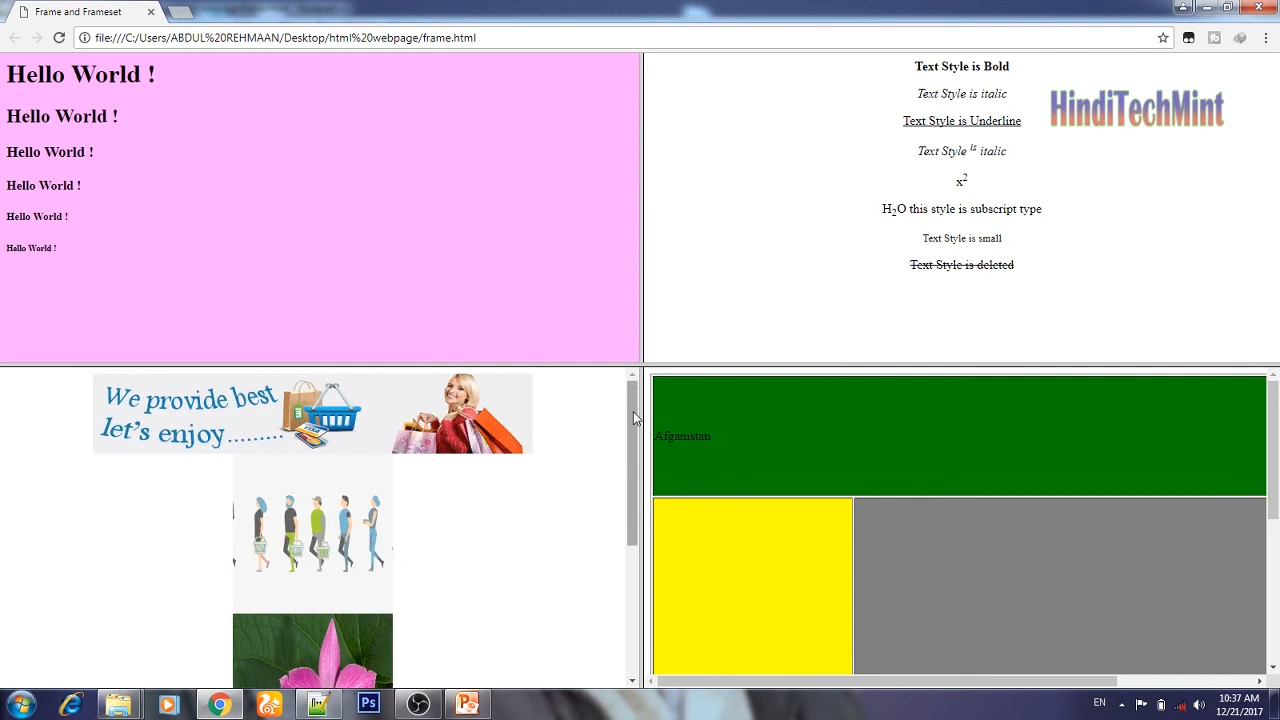 Frame and Frameset
file:///C:/Users/ABDUL%20REHMAAN/Desktop/html%20webpage/frame.html
Hello World !
Hello World !
Hello World !
Hello World !
Hello World !
Hello World !
Text Style is Bold
Text Style is italic
Text Style is Underline
Text Style is italic
x2
H2O this style is subscript type
Text Style is small
Text Style is deleted
HindiTechMint
We provide best
let's enjoy.........
Afganistan
Ps
EN
10:37 AM
12/21/2017